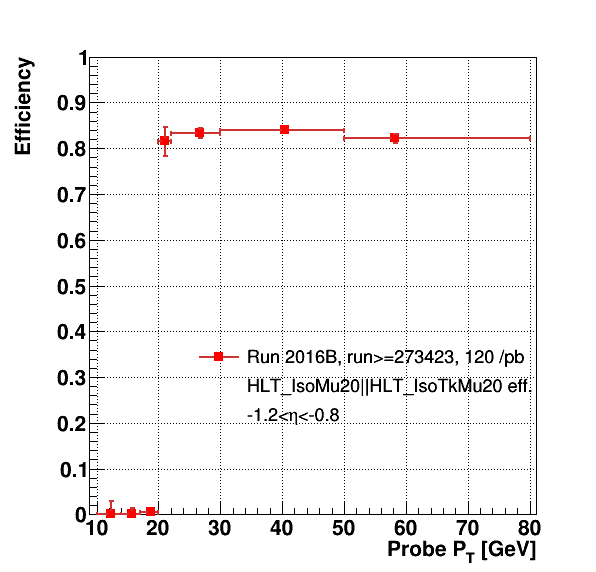 Efficiency
1
0.9
0.8
0.7
0.6
0.5
0.4
0.3
0.2
0.1
0
Run 2016B, run>=273423, 120 /pb
HLT_IsoMu20||HLT_IsoTkMu20 eff.
-1.2<η<-0.8
10 20 30 40 50 60 70 80
Probe P_T [GeV]